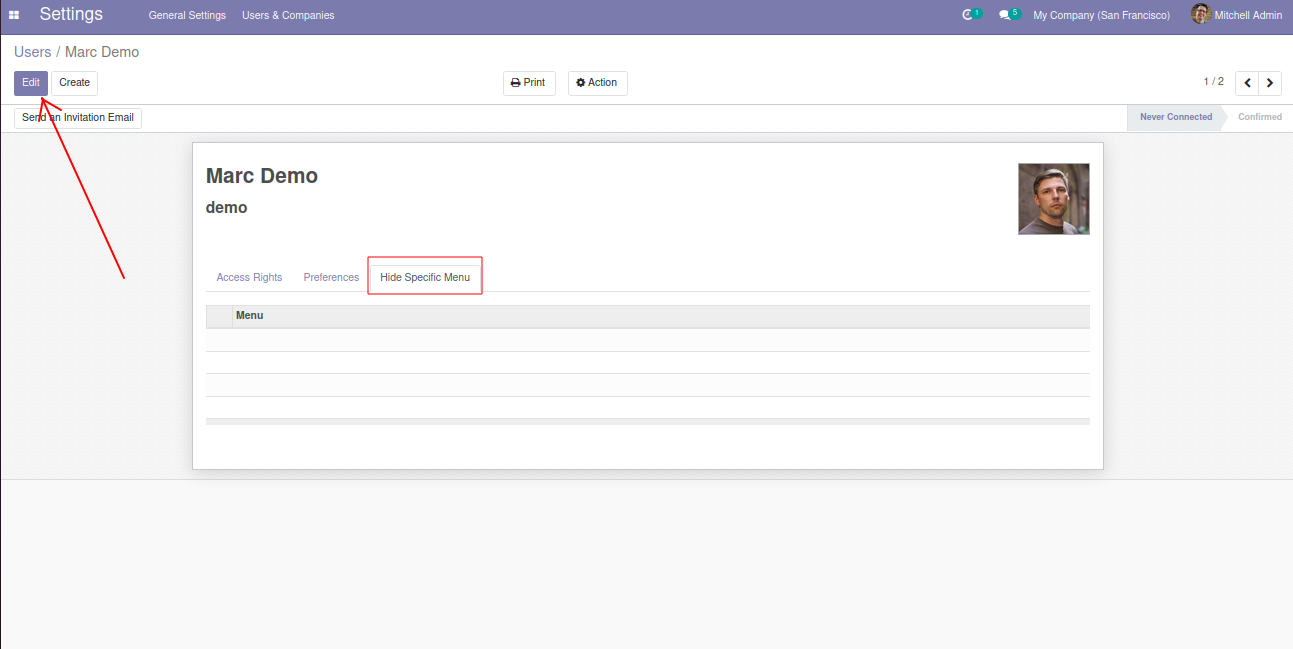 Settings General Settings Users & Companies 1 5 My Company (San Francisco) Mitchell Admin
Users / Marc Demo
Edit Create Print Action 1 / 2
Send an Invitation Email Never Connected Confirmed
Marc Demo
demo
Access Rights Preferences Hide Specific Menu
Menu